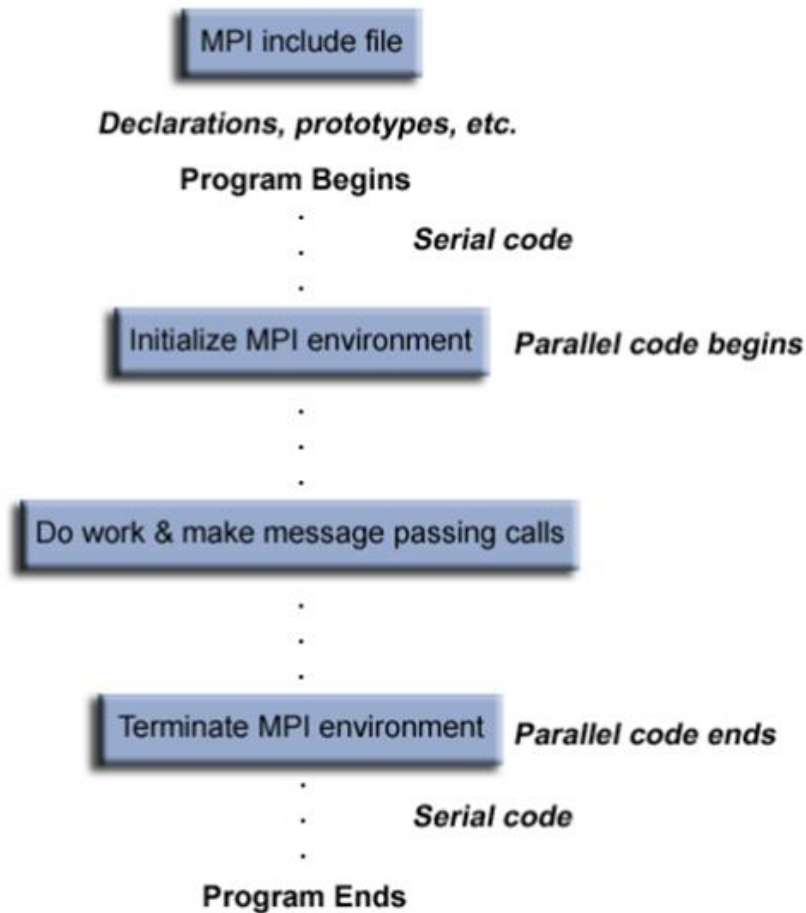 MPI include file
Declarations, prototypes, etc.
Program Begins
Serial code
Initialize MPI environment
Parallel code begins
Do work & make message passing calls
Terminate MPI environment
Parallel code ends
Serial code
Program Ends